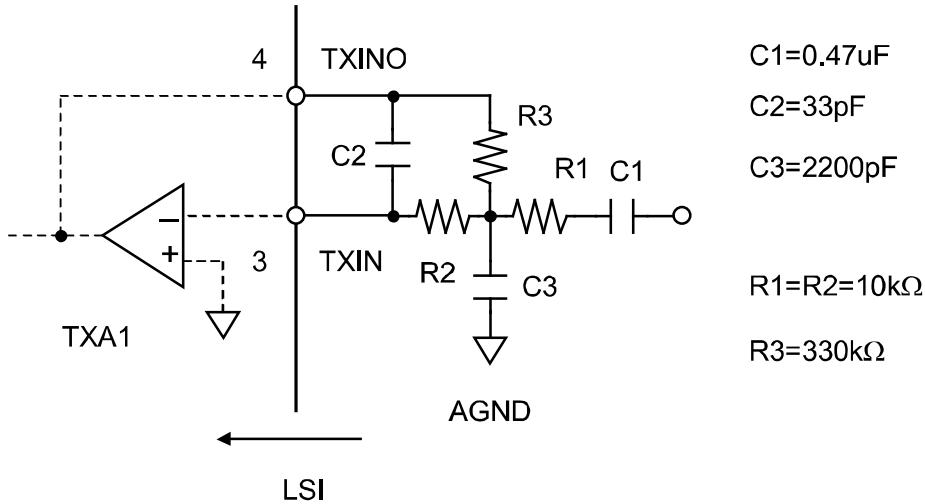 4
TXINO
C1=0.47uF
R3
C2=33pF
C2
R1
C1
C3=2200pF
−
+
3
TXIN
R2
C3
R1=R2=10kΩ
TXA1
R3=330kΩ
AGND
LSI